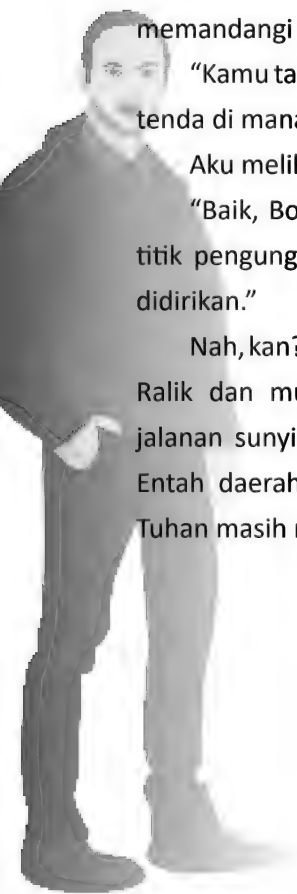 memandangi
“Kamu ta
tenda di mana
Aku meli
“Baik, Bo
titik pengung
didirikan.”
Nah, kan?
Ralik dan mu
jalanan sunyi
Entah daerah
Tuhan masih